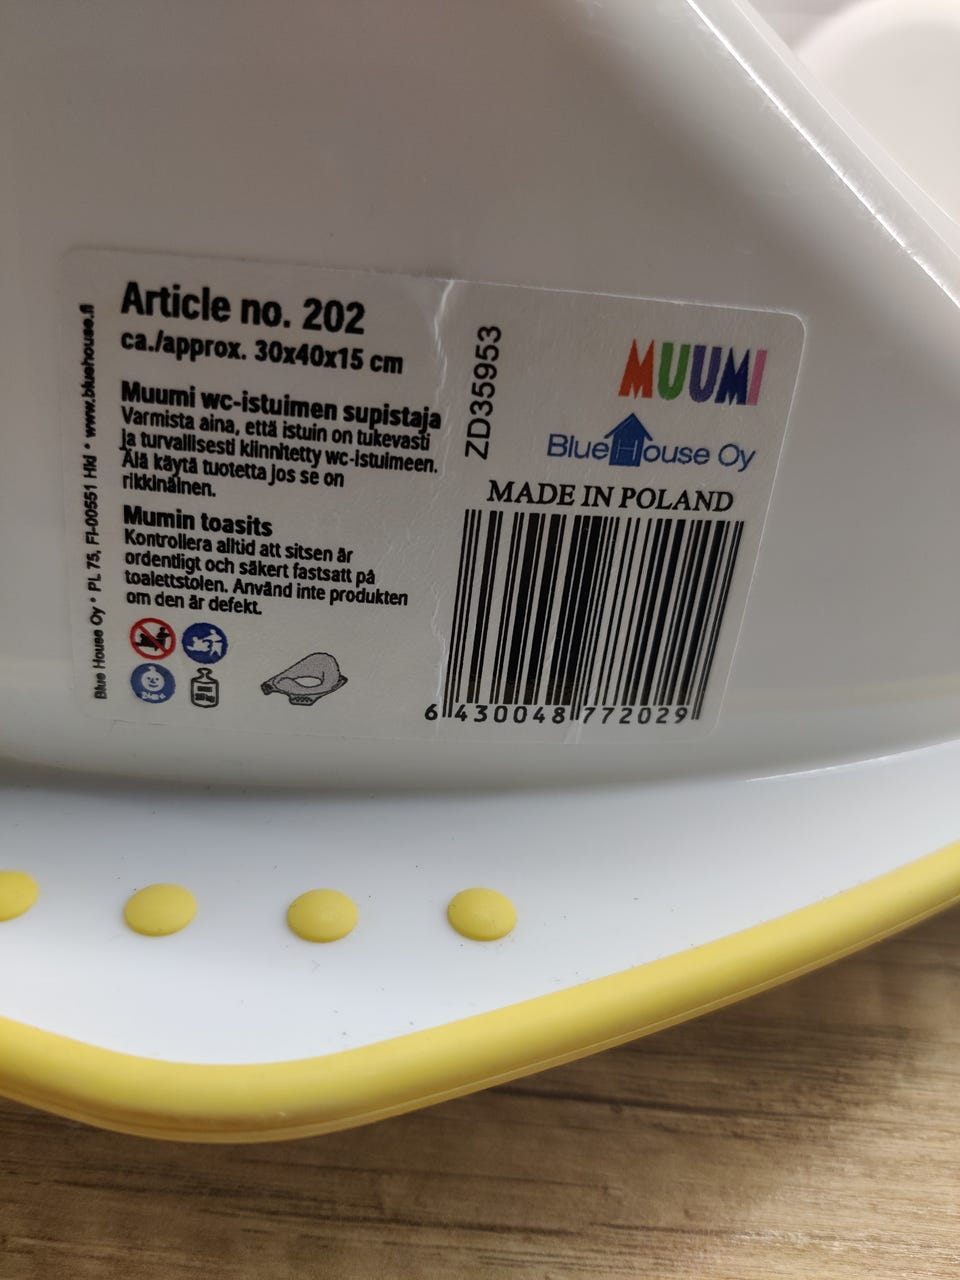 Article no. 202
ca./approx. 30x40x15 cm
Muumi wc-istuimen supistaja
Varmista aina, että istuin on tukevasti
ja turvallisesti kiinnitetty wc-istuimeen.
Älä käytä tuotetta jos se on
rikkinäinen.
Mumin toasits
Kontrollera alltid att sitsen är
ordentligt och säkert fastsatt på
toalettstolen. Använd inte produkten
om den är defekt.
Blue House Oy • PL 75, FI-00551 Hki • www.bluehouse.fi
ZD35953
MUUMI
Blue House Oy
MADE IN POLAND
6 430048 772029